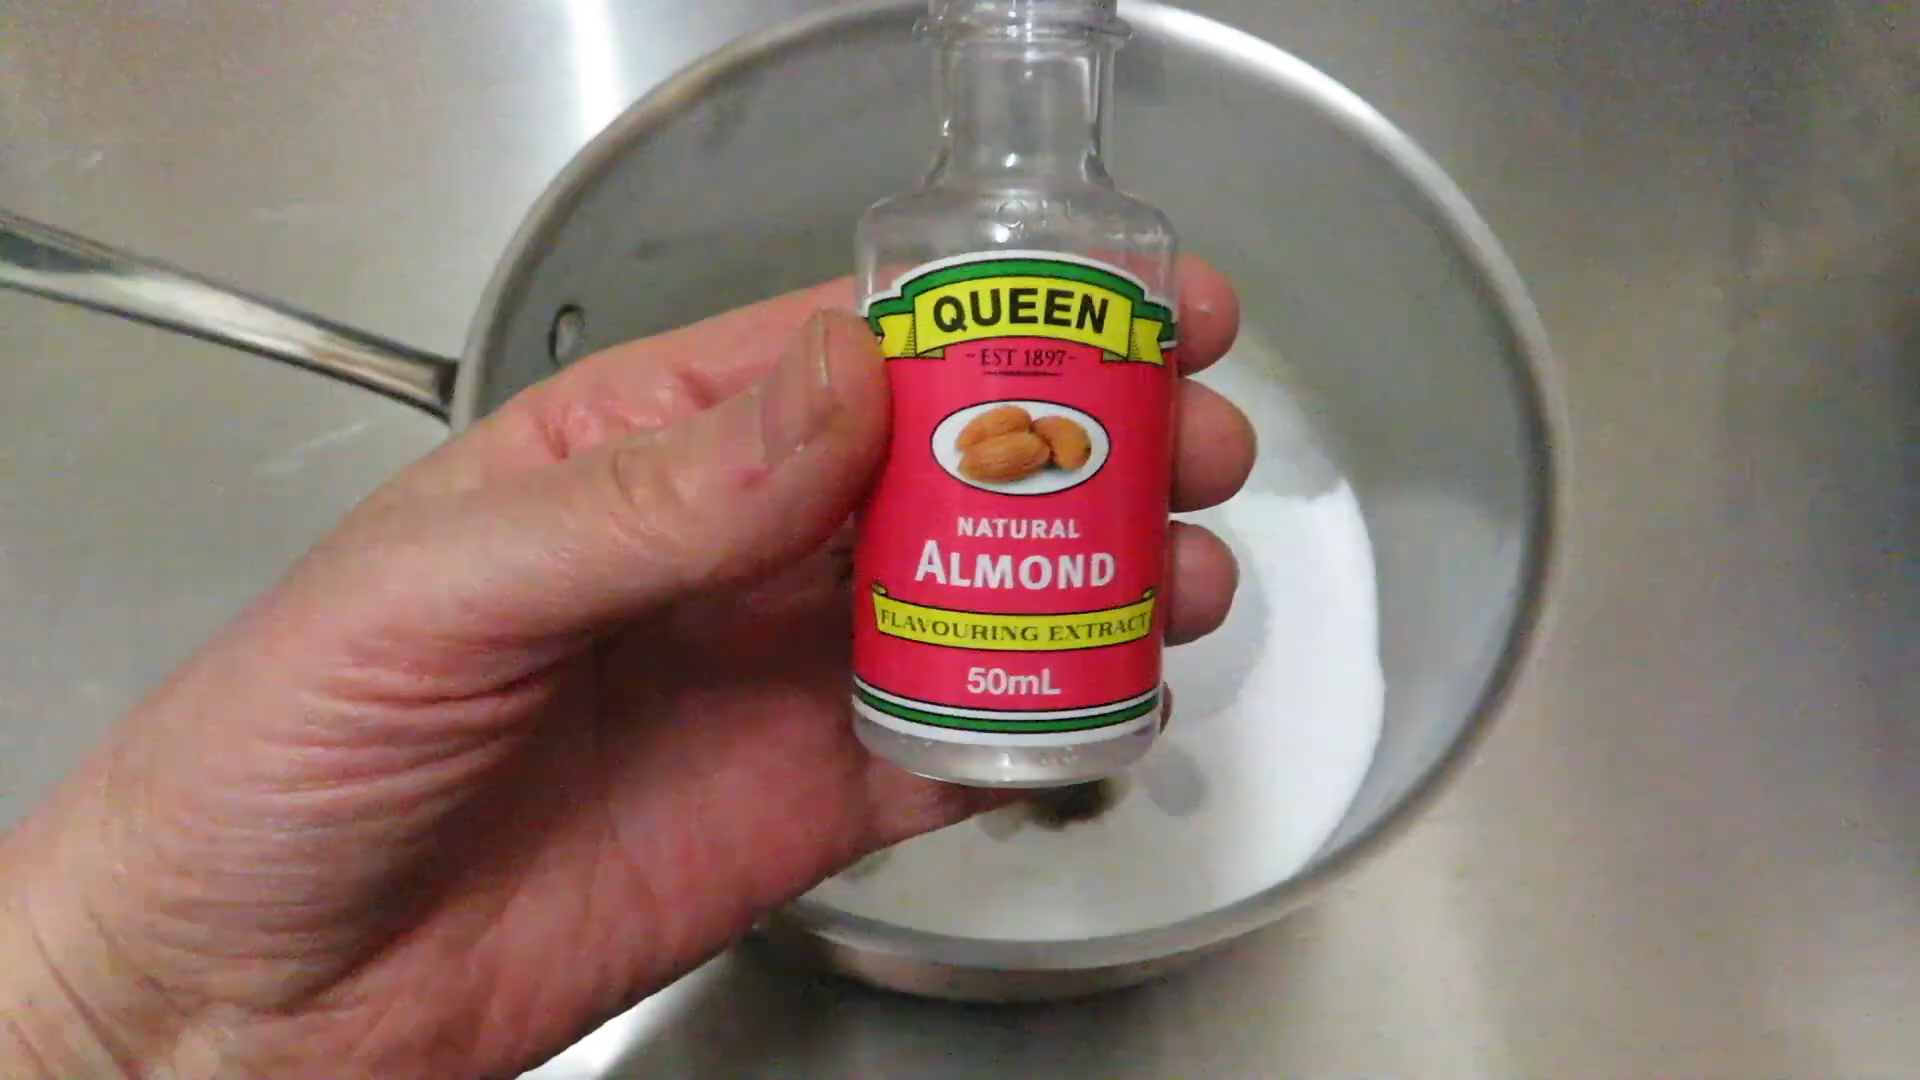 QUEEN
- EST 1897 -
NATURAL
ALMOND
FLAVOURING EXTRACT
50mL